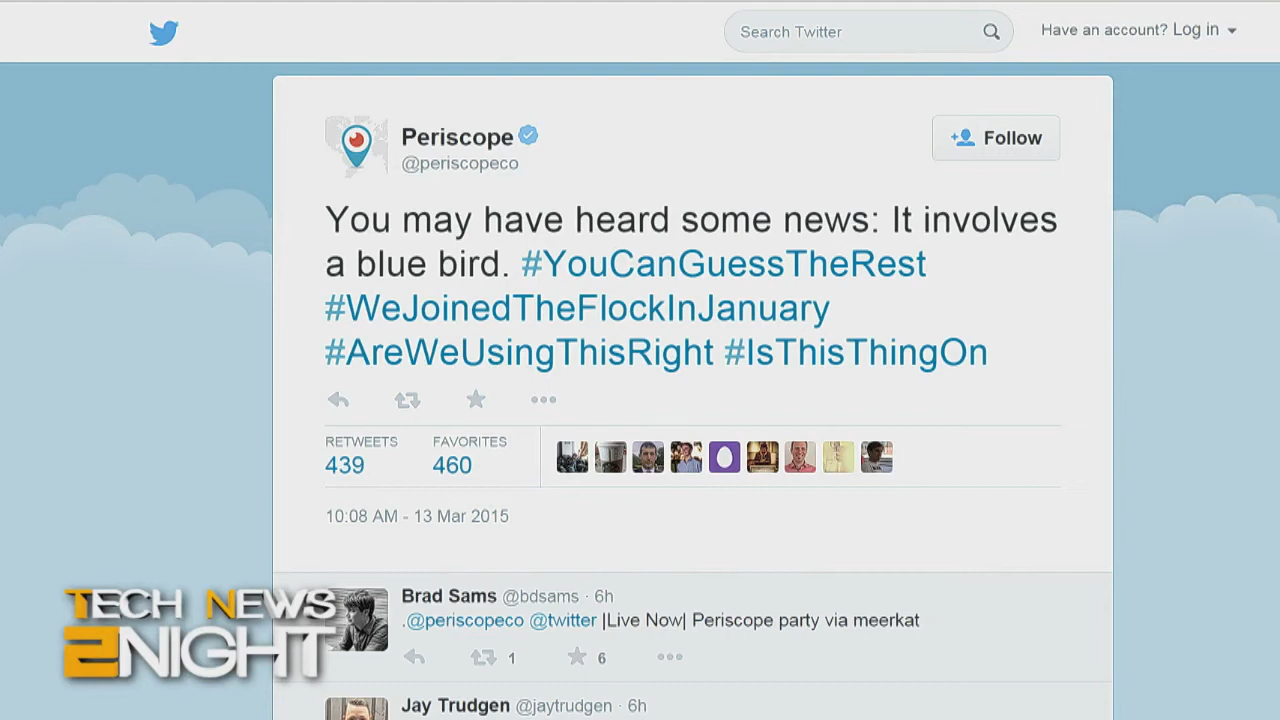 Search Twitter
Have an account? Log in
Periscope
@periscopeco
Follow
You may have heard some news: It involves
a blue bird. #YouCanGuessTheRest
#WeJoinedTheFlockInJanuary
#AreWeUsingThisRight #IsThisThingOn
RETWEETS FAVORITES
439 460
10:08 AM - 13 Mar 2015
Brad Sams @bdsams · 6h
.@periscopeco @twitter |Live Now| Periscope party via meerkat
1 6
Jay Trudgen @jaytrudgen · 6h
TECH NEWS
2NIGHT